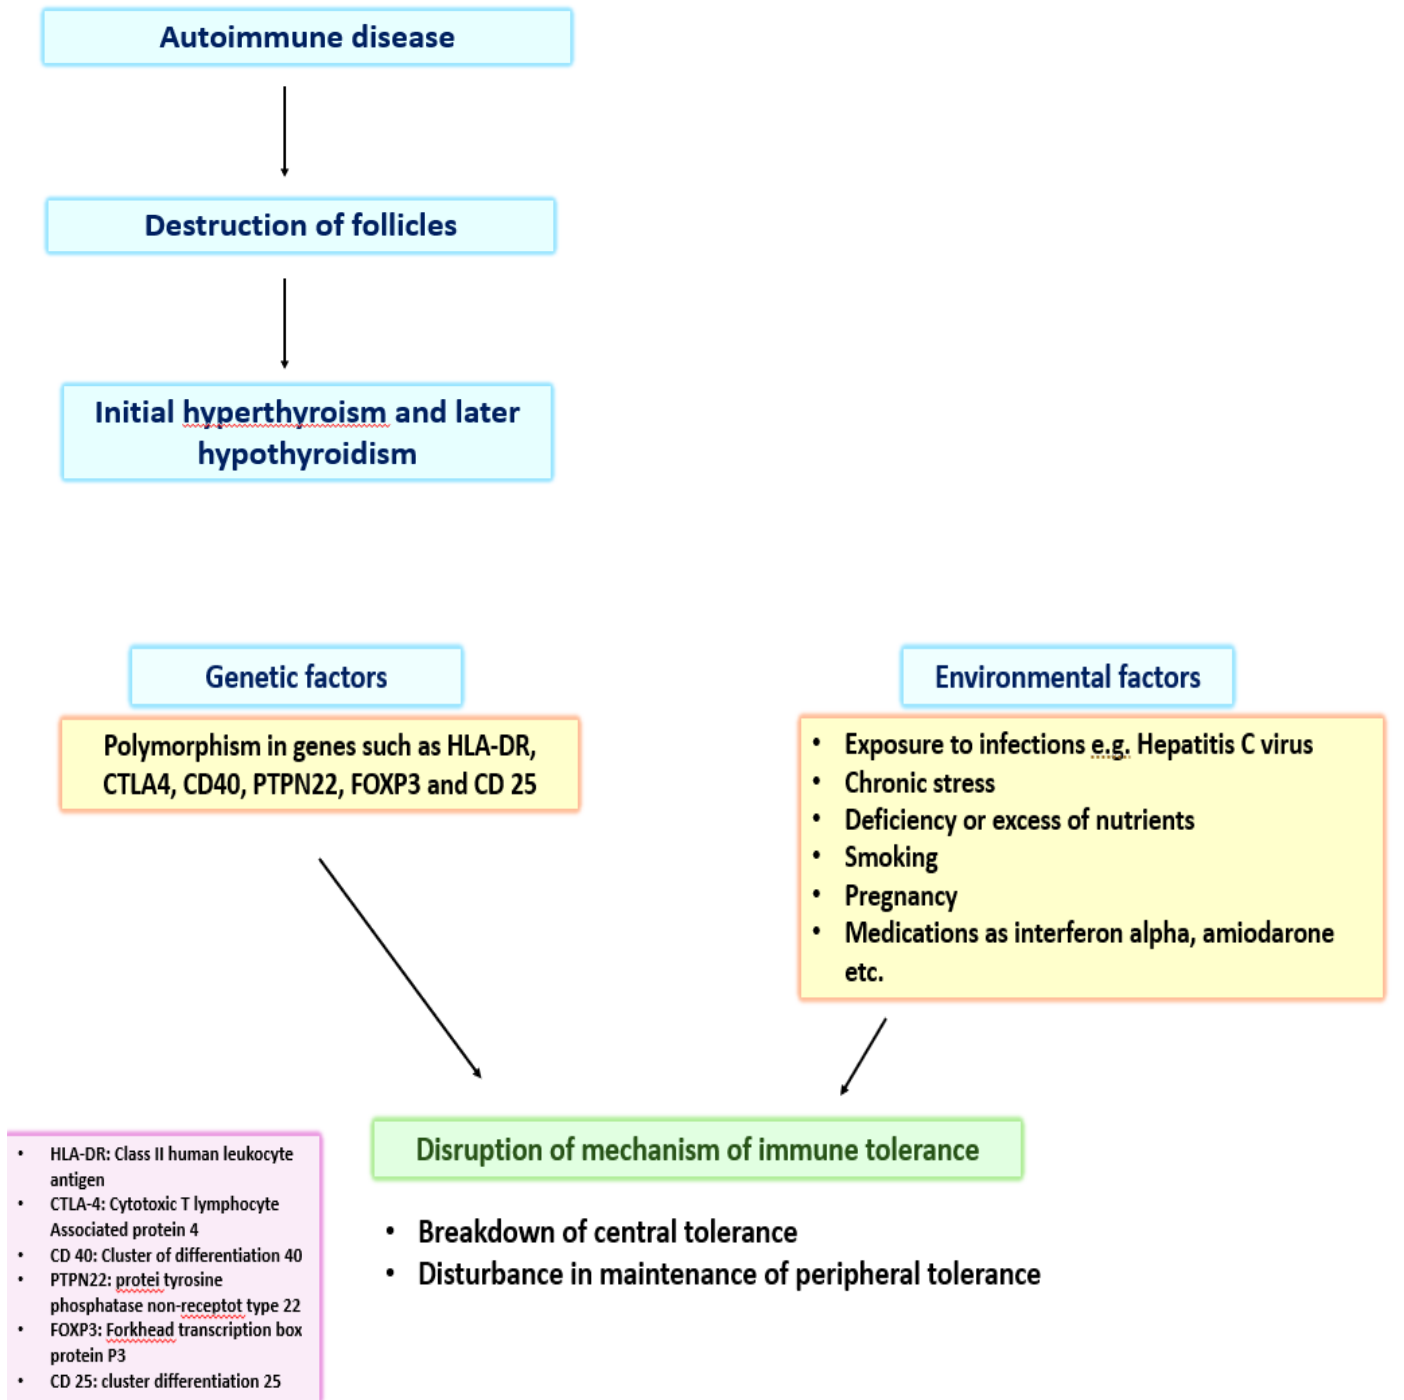 Autoimmune disease
Destruction of follicles
Initial hyperthyroism and later
hypothyroidism
Genetic factors
Polymorphism in genes such as HLA-DR,
CTLA4, CD40, PTPN22, FOXP3 and CD 25
Environmental factors
• Exposure to infections e.g. Hepatitis C virus
• Chronic stress
• Deficiency or excess of nutrients
• Smoking
• Pregnancy
• Medications as interferon alpha, amiodarone
etc.
Disruption of mechanism of immune tolerance
• Breakdown of central tolerance
• Disturbance in maintenance of peripheral tolerance
• HLA-DR: Class II human leukocyte
antigen
• CTLA-4: Cytotoxic T lymphocyte
Associated protein 4
• CD 40: Cluster of differentiation 40
• PTPN22: protei tyrosine
phosphatase non-receptot type 22
• FOXP3: Forkhead transcription box
protein P3
• CD 25: cluster differentiation 25